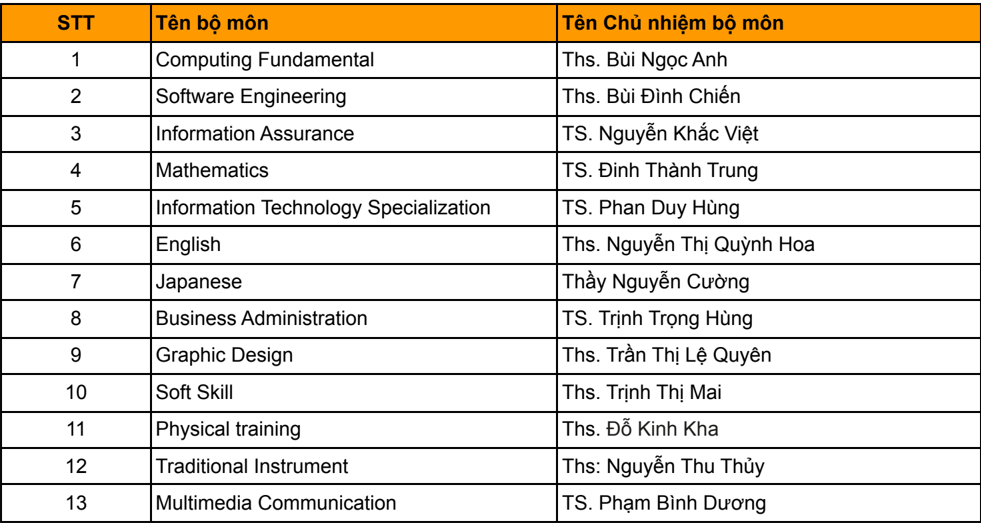 STT Tên bộ môn Tên Chủ nhiệm bộ môn
1 Computing Fundamental Ths. Bùi Ngọc Anh
2 Software Engineering Ths. Bùi Đình Chiến
3 Information Assurance TS. Nguyễn Khắc Việt
4 Mathematics TS. Đinh Thành Trung
5 Information Technology Specialization TS. Phan Duy Hùng
6 English Ths. Nguyễn Thị Quỳnh Hoa
7 Japanese Thầy Nguyễn Cường
8 Business Administration TS. Trịnh Trọng Hùng
9 Graphic Design Ths. Trần Thị Lệ Quyên
10 Soft Skill Ths. Trịnh Thị Mai
11 Physical training Ths. Đỗ Kinh Kha
12 Traditional Instrument Ths: Nguyễn Thu Thủy
13 Multimedia Communication TS. Phạm Bình Dương